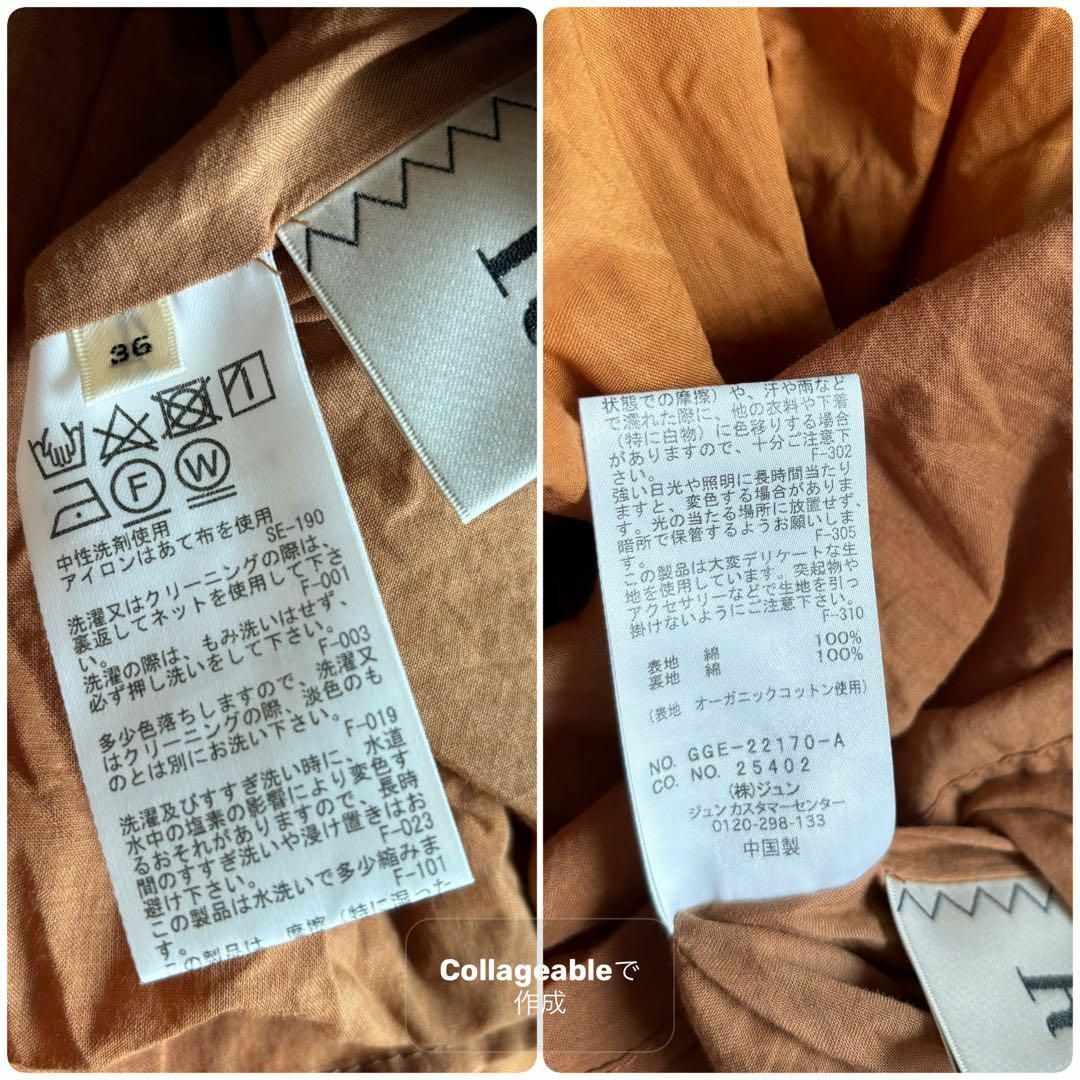 36
F
W
中性洗剤使用
アイロンはあて布を使用
SE-190
洗濯又はクリーニングの際は、
裏返してネットを使用して下さ
い。
F-001
洗濯の際は、もみ洗いはせず、
必ず押し洗いをして下さい。
F-003
多少色落ちしますので、洗濯又
はクリーニングの際、淡色のも
のとは別にお洗い下さい。
F-019
洗濯及びすすぎ洗い時に、水道
水中の塩素の影響により変色す
るおそれがありますので、長時
間のすすぎ洗いや浸け置きはお
避け下さい。
F-023
この製品は水洗いで多少縮みま
す。
F-101
この製品は、摩擦（特に湿った
状態での摩擦）や、汗や雨など
で濡れた際に、他の衣料や下着
（特に白物）に色移りする場合
がありますので、十分ご注意下
さい。
F-302
強い日光や照明に長時間当たり
ますと、変色する場合がありま
す。光の当たる場所に放置せず、
暗所で保管するようお願いしま
す。
F-305
この製品は大変デリケートな生
地を使用しています。突起物や
アクセサリーなどで生地を引っ
掛けないようにご注意下さい。
F-310
表地 綿 100%
裏地 綿 100%
（表地 オーガニックコットン使用）
NO. GGE-22170-A
CO. NO. 25402
(株)ジュン
ジュンカスタマーセンター
0120-298-133
中国製
Collageableで
作成